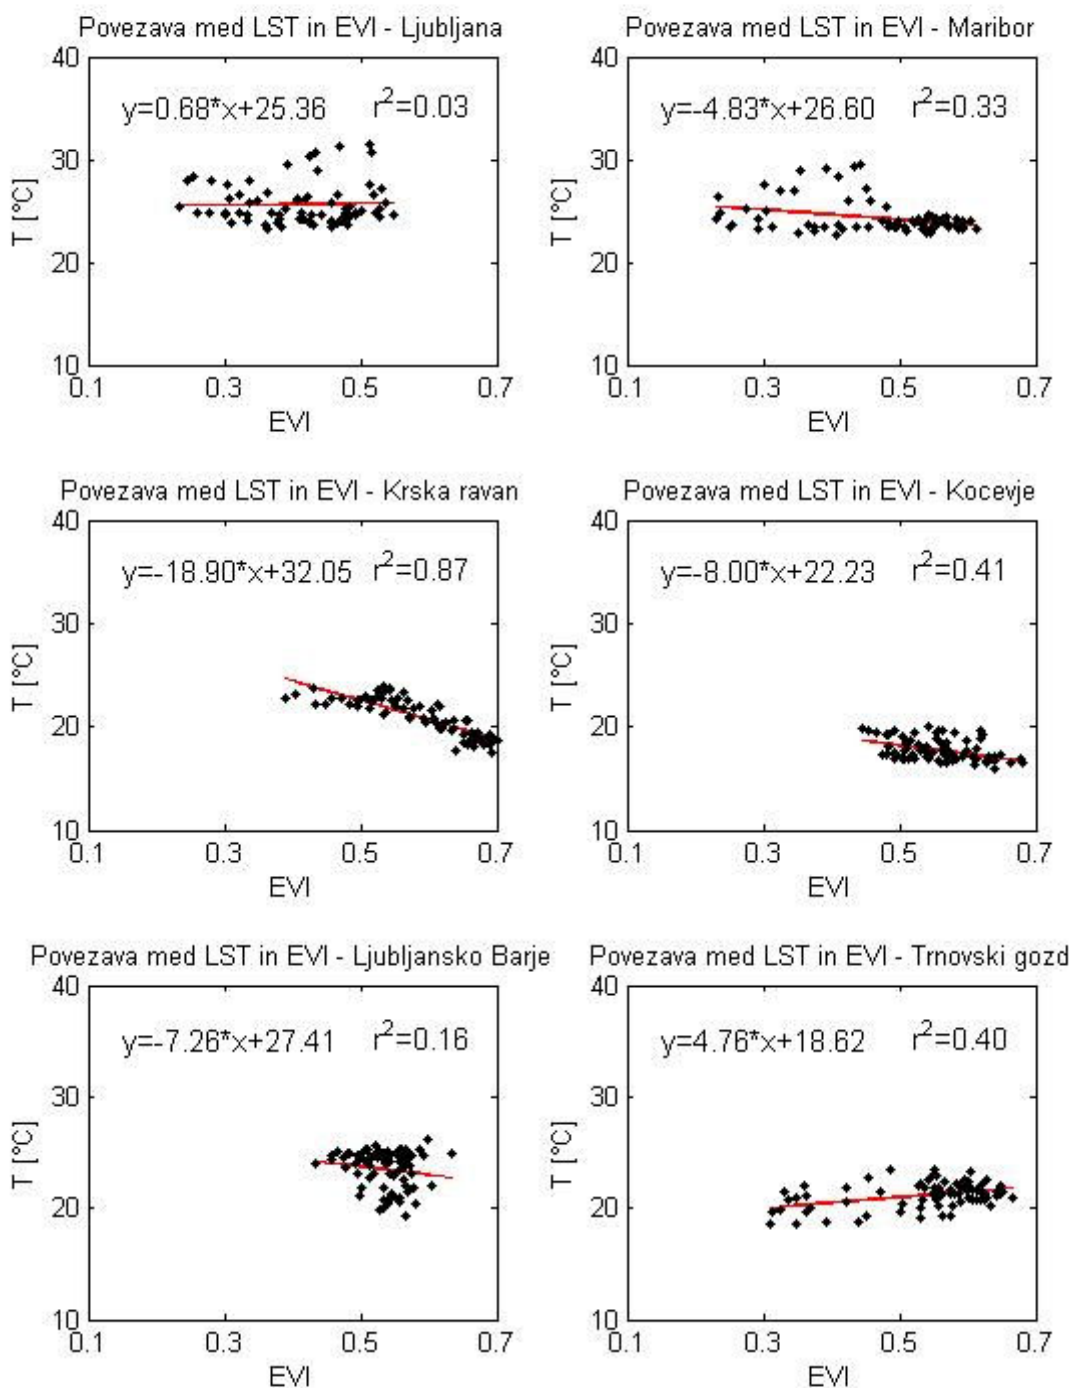 Povezava med LST in EVI - Ljubljana
y=0.68*x+25.36 r²=0.03
40
30
20
10
T [°C]
0.1 0.3 0.5 0.7
EVI
Povezava med LST in EVI - Maribor
y=-4.83*x+26.60 r²=0.33
40
30
20
10
T [°C]
0.1 0.3 0.5 0.7
EVI
Povezava med LST in EVI - Krska ravan
y=-18.90*x+32.05 r²=0.87
40
30
20
10
T [°C]
0.1 0.3 0.5 0.7
EVI
Povezava med LST in EVI - Kocevje
y=-8.00*x+22.23 r²=0.41
40
30
20
10
T [°C]
0.1 0.3 0.5 0.7
EVI
Povezava med LST in EVI - Ljubljansko Barje
y=-7.26*x+27.41 r²=0.16
40
30
20
10
T [°C]
0.1 0.3 0.5 0.7
EVI
Povezava med LST in EVI - Trnovski gozd
y=4.76*x+18.62 r²=0.40
40
30
20
10
T [°C]
0.1 0.3 0.5 0.7
EVI